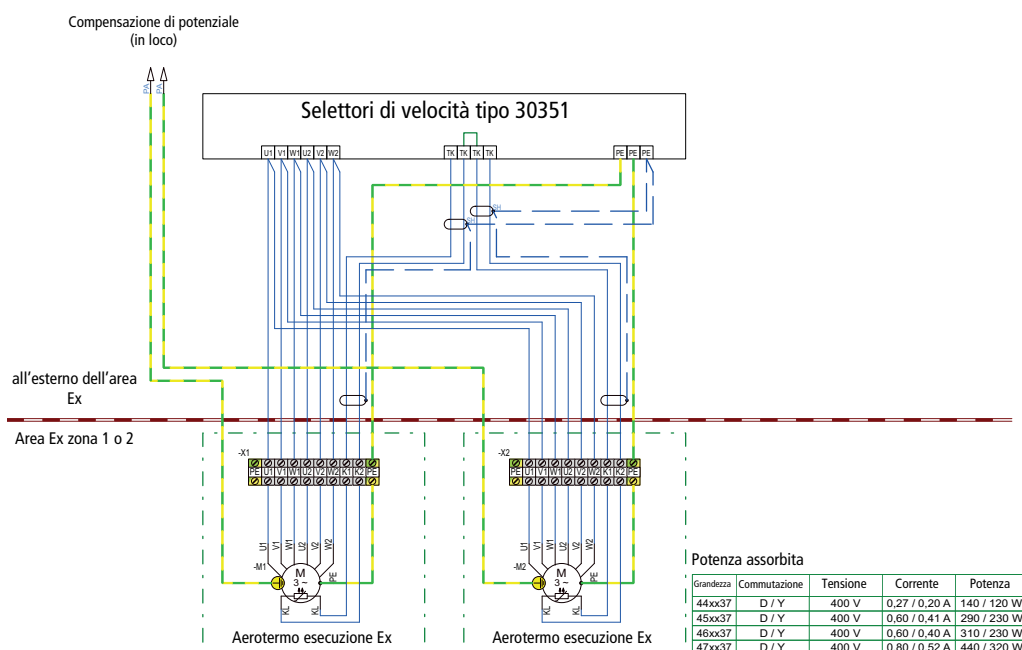 Compensazione di potenziale
(in loco)
PA PA
Selettori di velocità tipo 30351
U1 V1 W1 U2 V2 W2 TK TK TK TK PE PE PE
SH
SH
all'esterno dell'area
Ex
Area Ex zona 1 o 2
-X1 -X2
PE U1 V1 W1 U2 V2 W2 K1 K2 PE PE U1 V1 W1 U2 V2 W2 K1 K2 PE
U1 V1 W1 U2 V2 W2 U1 V1 W1 U2 V2 W2
-M1 M 3 ~ PE -M2 M 3 ~ PE
KL KL KL KL
Aerotermo esecuzione Ex Aerotermo esecuzione Ex
Potenza assorbita
Grandezza Commutazione Tensione Corrente Potenza
44xx37 D / Y 400 V 0,27 / 0,20 A 140 / 120 W
45xx37 D / Y 400 V 0,60 / 0,41 A 290 / 230 W
46xx37 D / Y 400 V 0,60 / 0,40 A 310 / 230 W
47xx37 D / Y 400 V 0,80 / 0,52 A 440 / 320 W